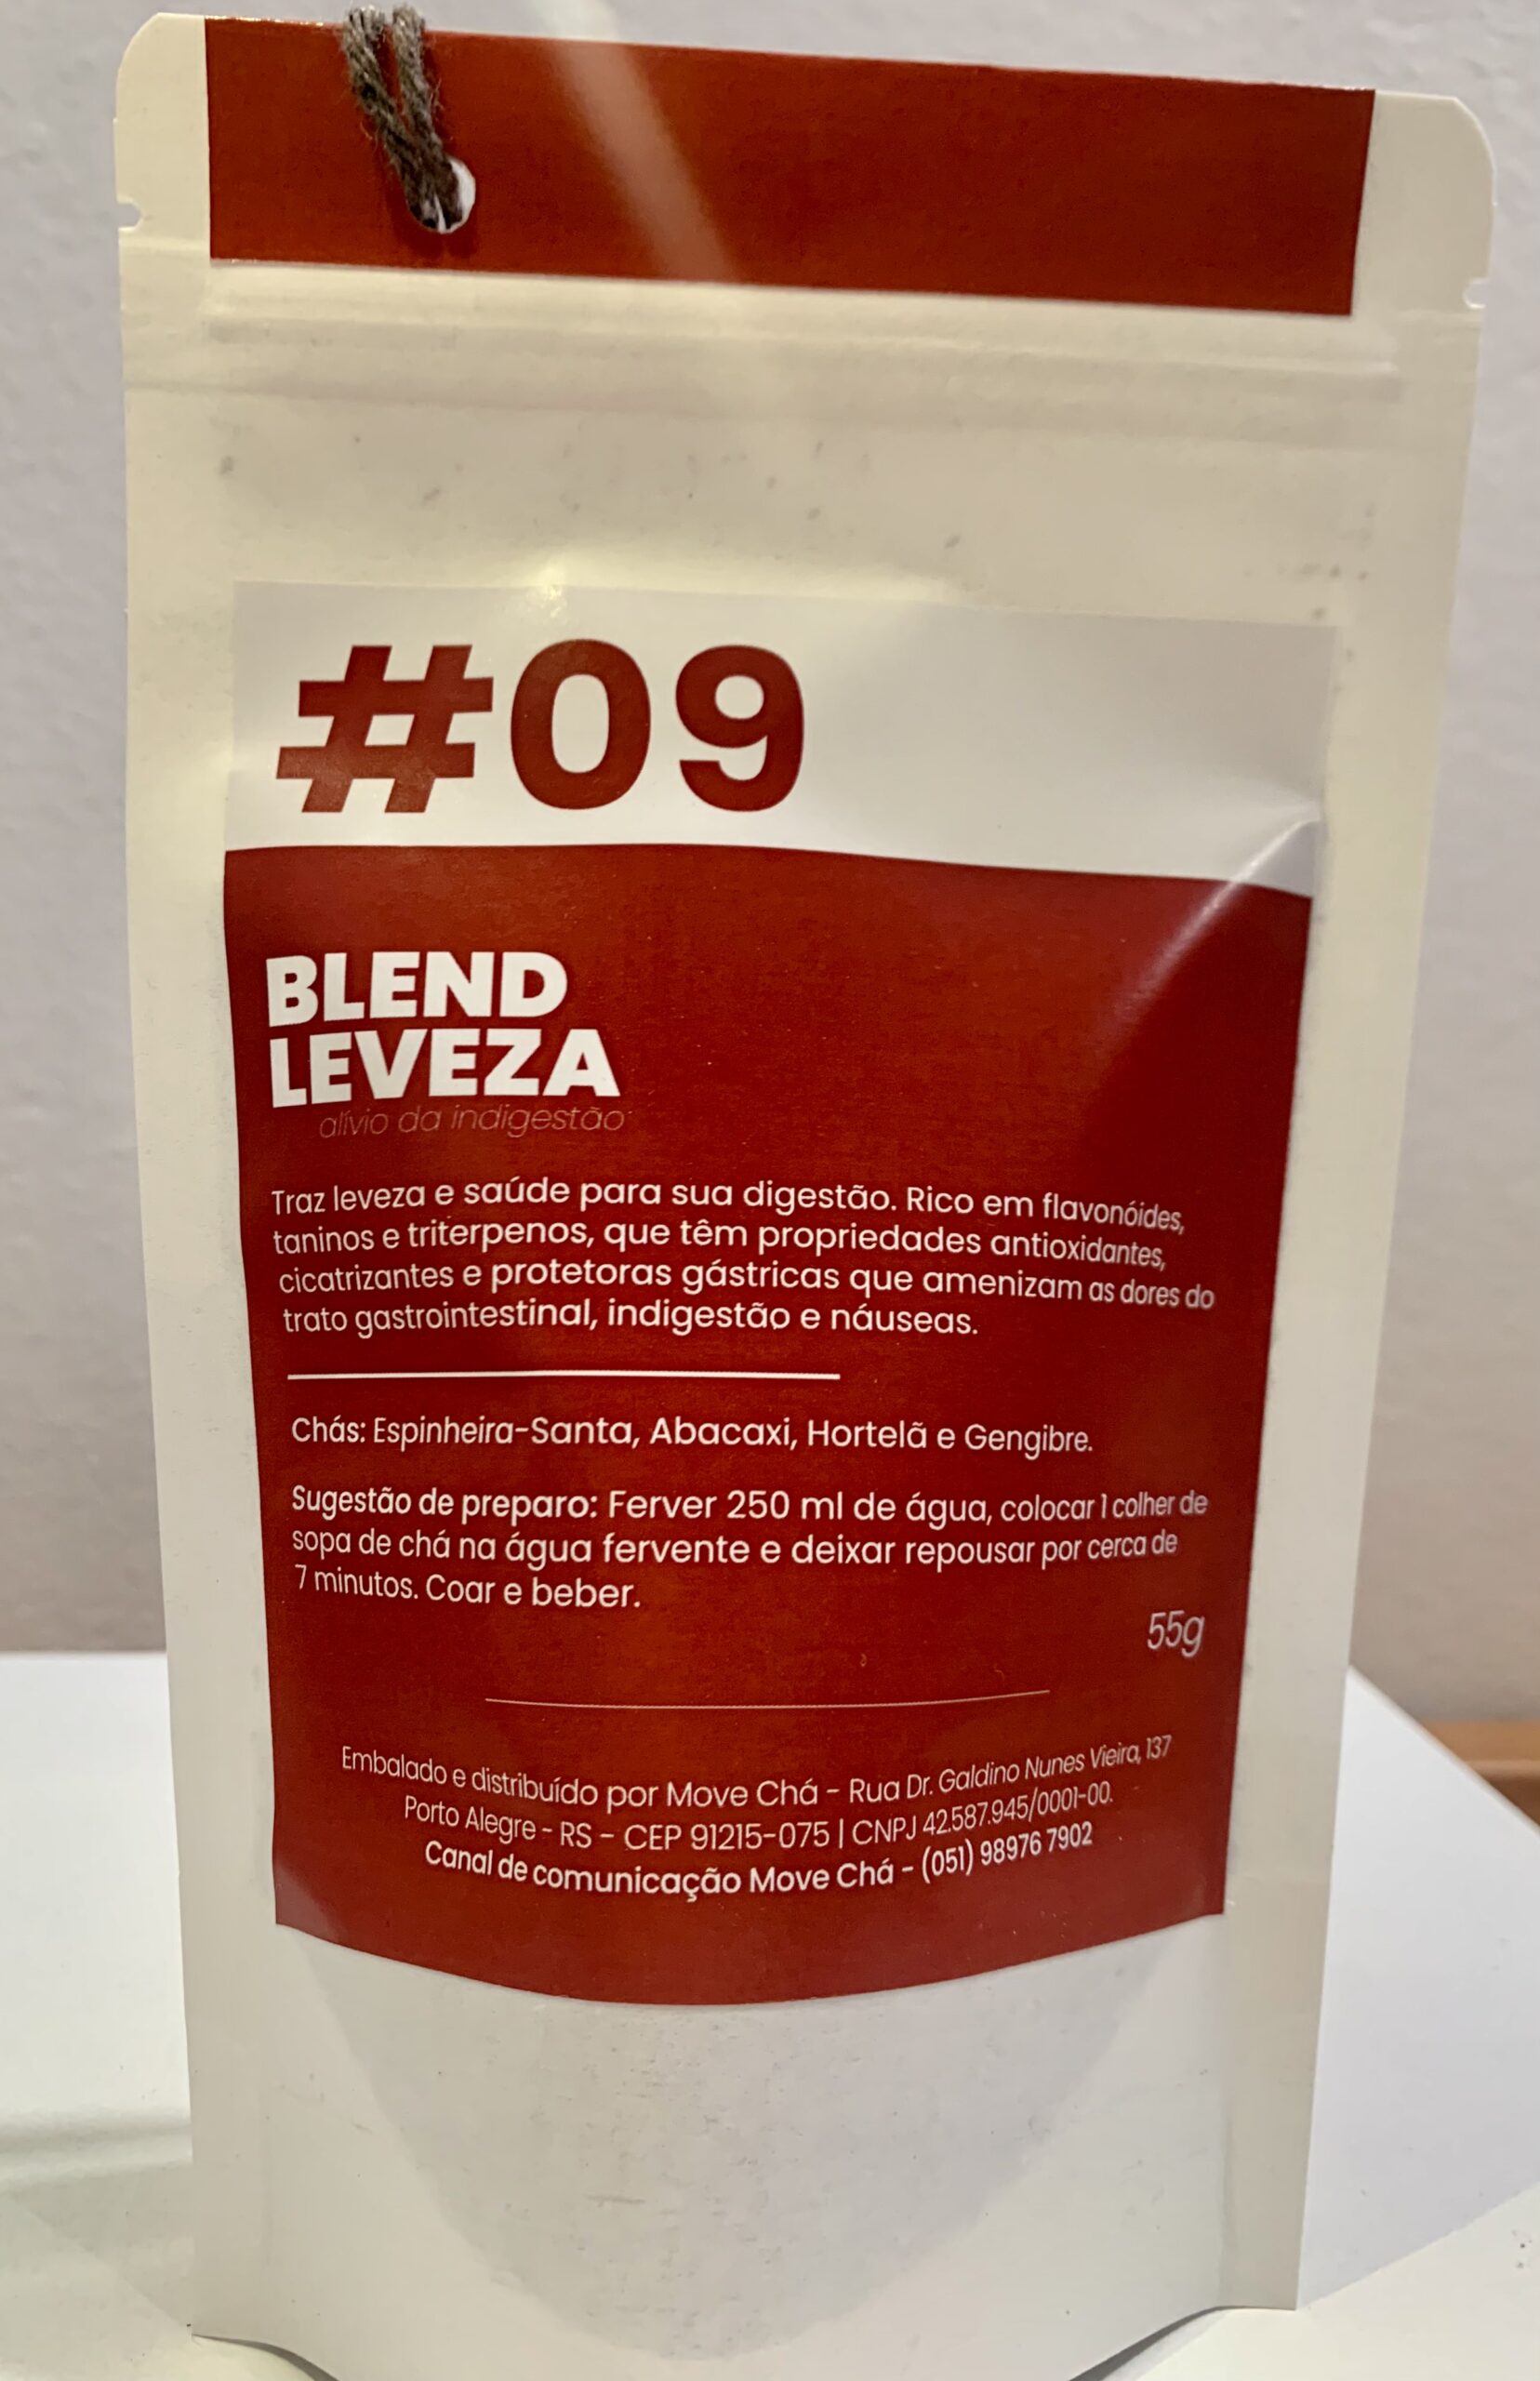 #09
BLEND
LEVEZA
alívio da indigestão
Traz leveza e saúde para sua digestão. Rico em flavonóides,
taninos e triterpenos, que têm propriedades antioxidantes,
cicatrizantes e protetoras gástricas que amenizam as dores do
trato gastrointestinal, indigestão e náuseas.
Chás: Espinheira-Santa, Abacaxi, Hortelã e Gengibre.
Sugestão de preparo: Ferver 250 ml de água, colocar 1 colher de
sopa de chá na água fervente e deixar repousar por cerca de
7 minutos. Coar e beber.
55g
Embalado e distribuído por Move Chá - Rua Dr. Galdino Nunes Vieira, 137
Porto Alegre - RS - CEP 91215-075 | CNPJ 42.587.945/0001-00.
Canal de comunicação Move Chá - (051) 98976 7902